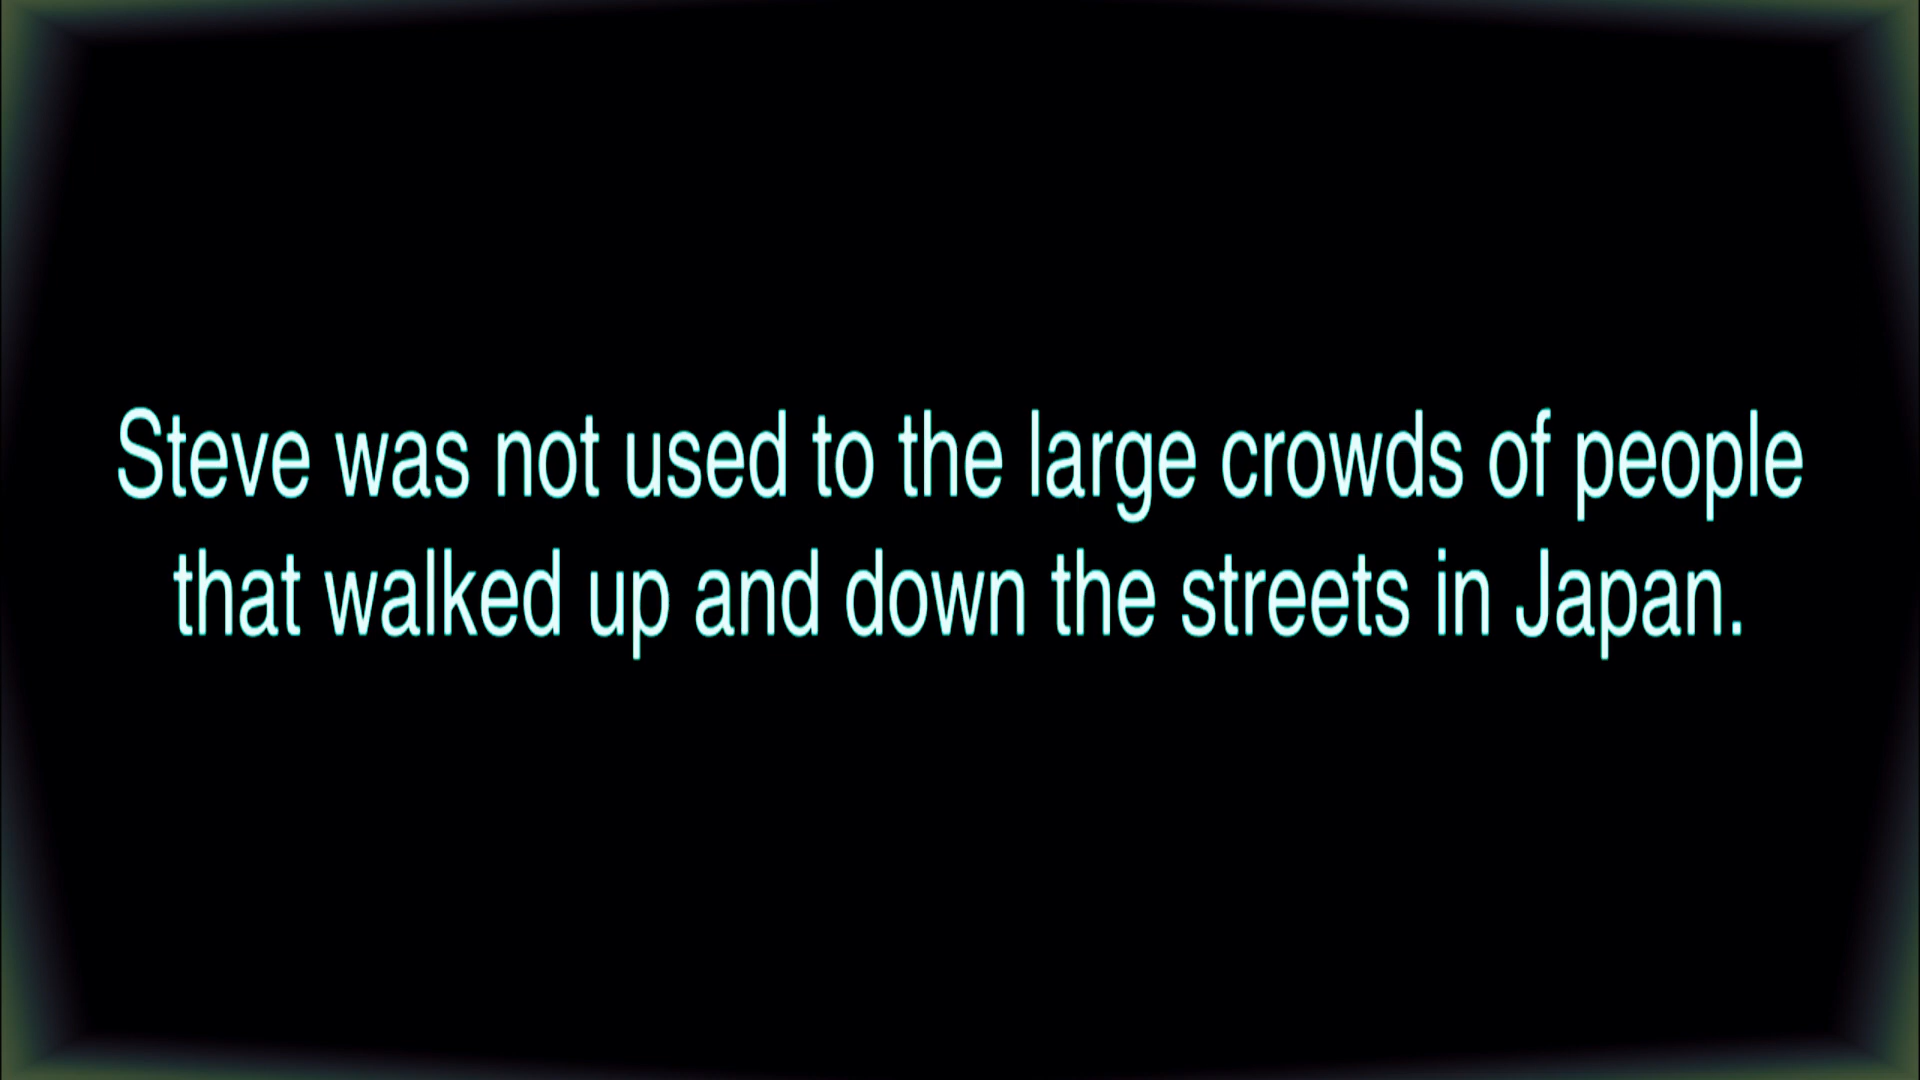 Steve was not used to the large crowds of people
that walked up and down the streets in Japan.